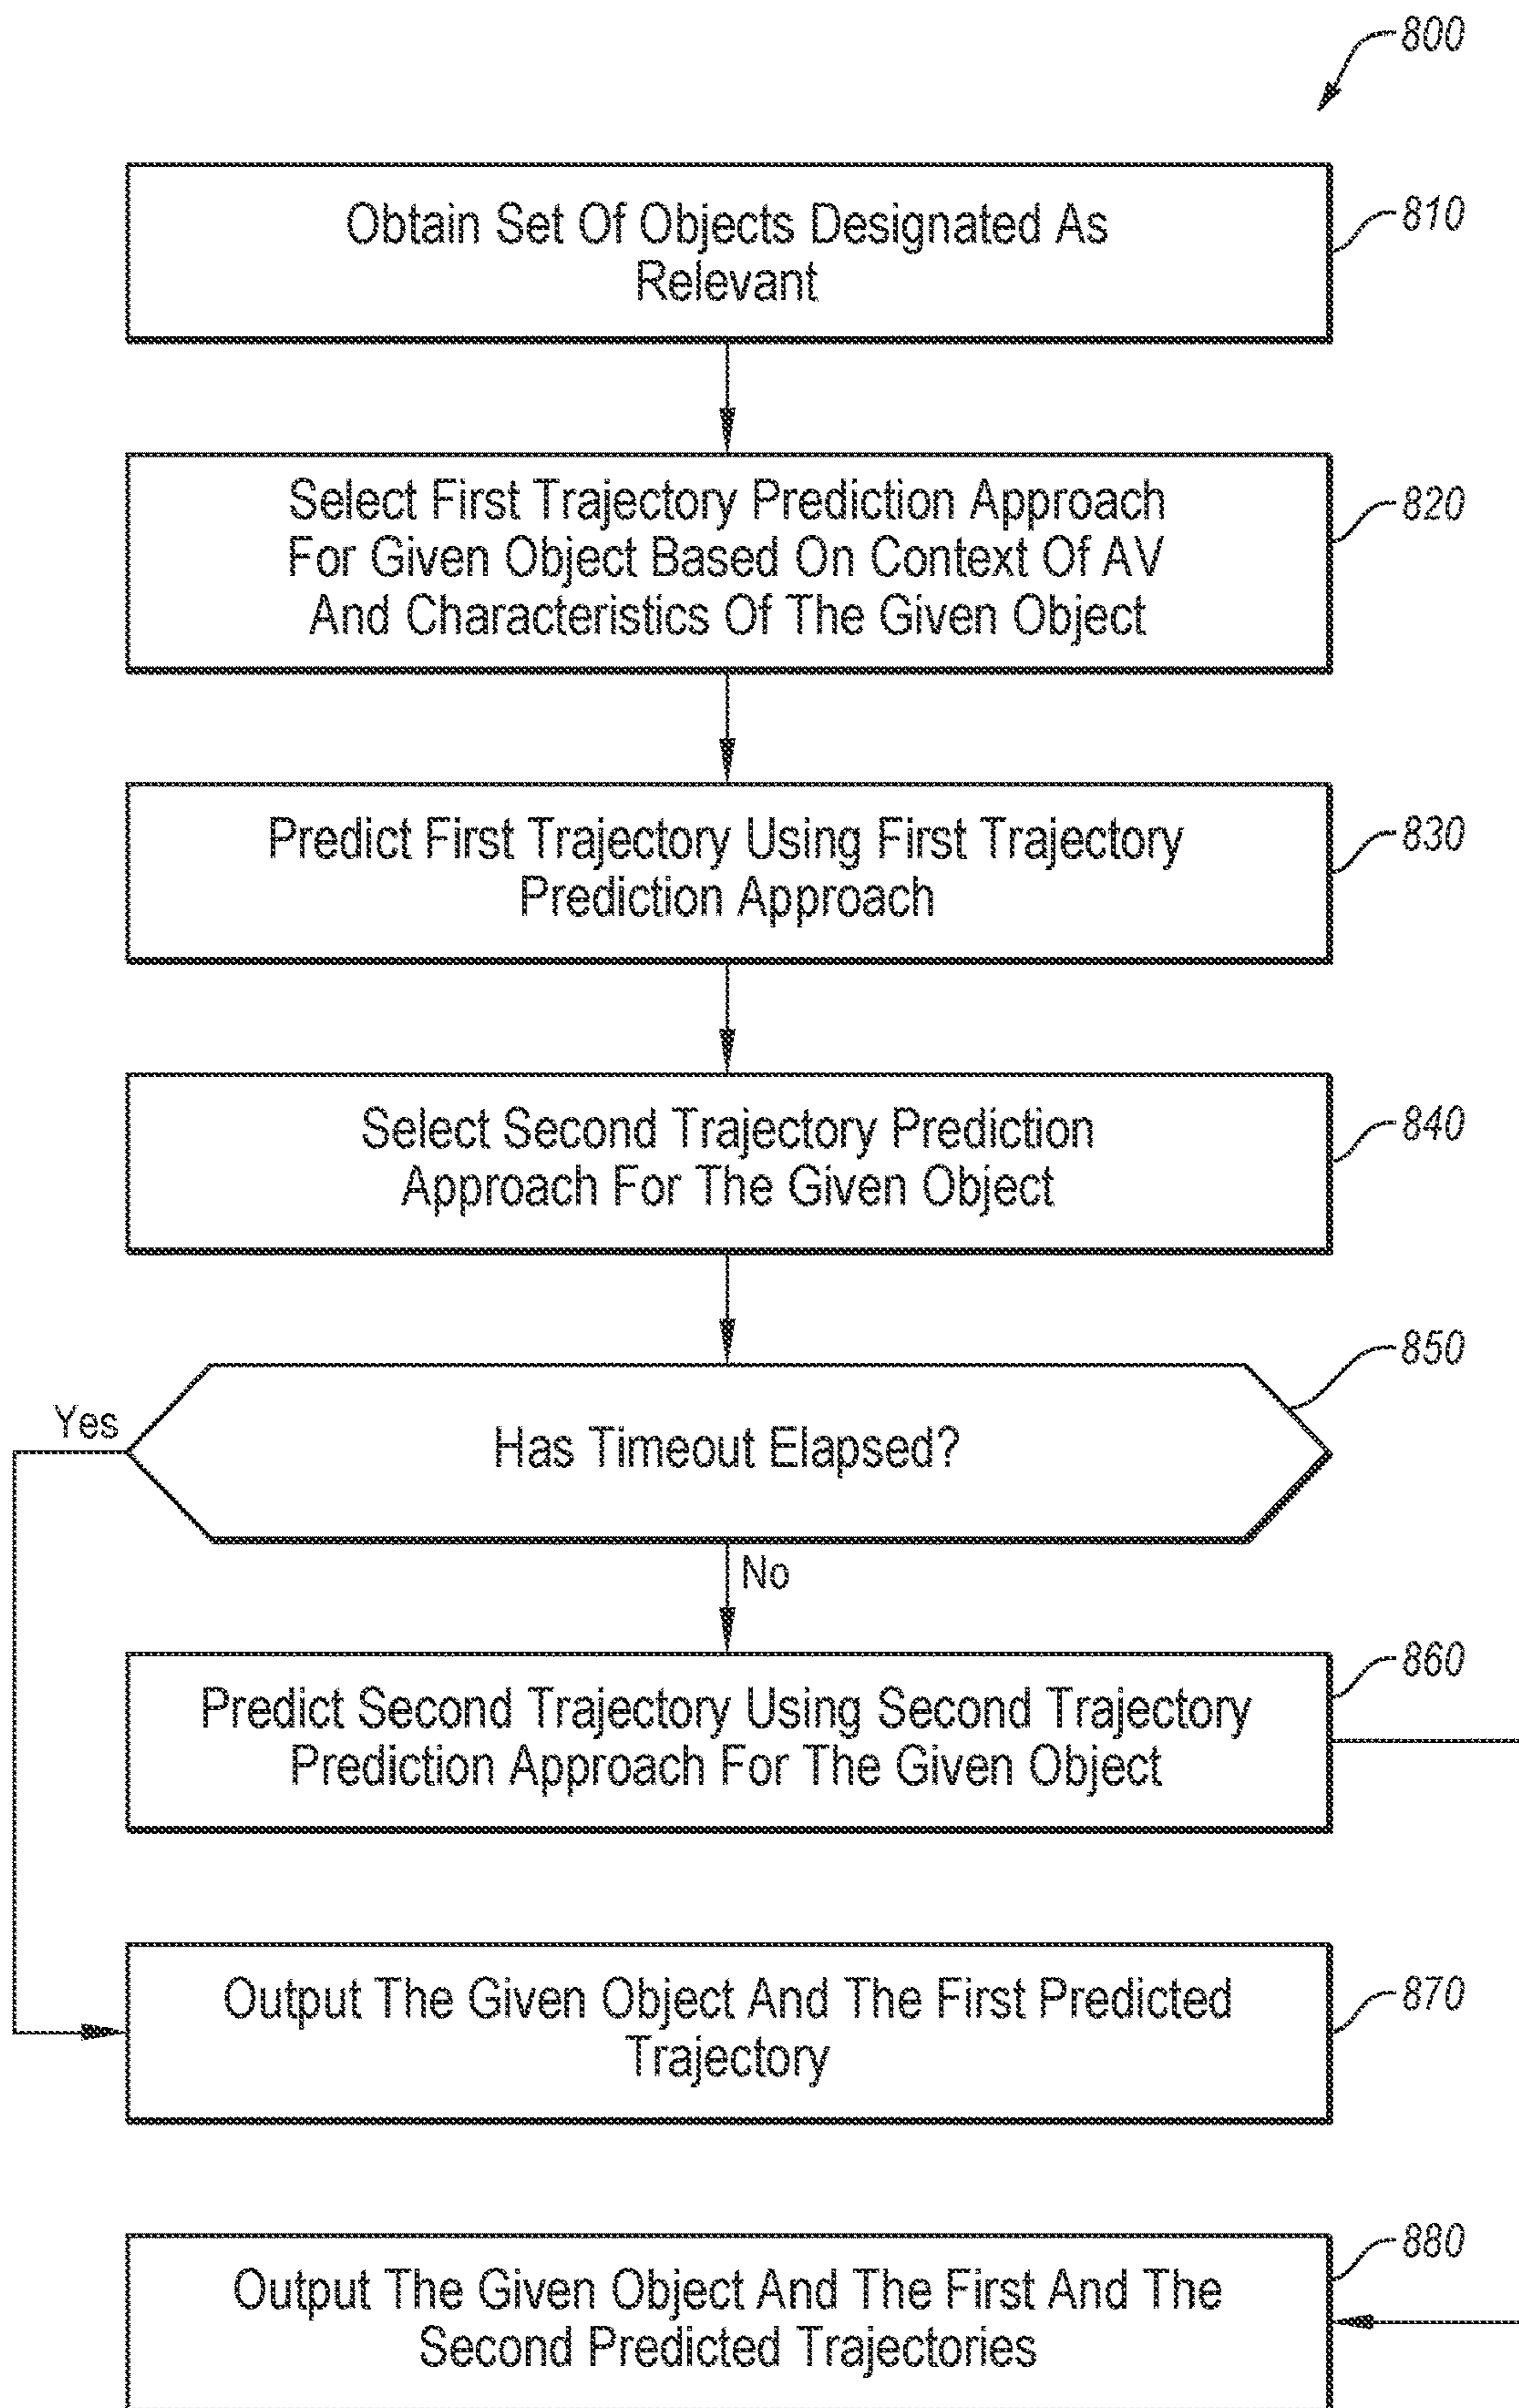 800
Obtain Set Of Objects Designated As
Relevant
810
Select First Trajectory Prediction Approach
For Given Object Based On Context Of AV
And Characteristics Of The Given Object
820
Predict First Trajectory Using First Trajectory
Prediction Approach
830
Select Second Trajectory Prediction
Approach For The Given Object
840
Has Timeout Elapsed?
850
Yes
No
Predict Second Trajectory Using Second Trajectory
Prediction Approach For The Given Object
860
Output The Given Object And The First Predicted
Trajectory
870
Output The Given Object And The First And The
Second Predicted Trajectories
880